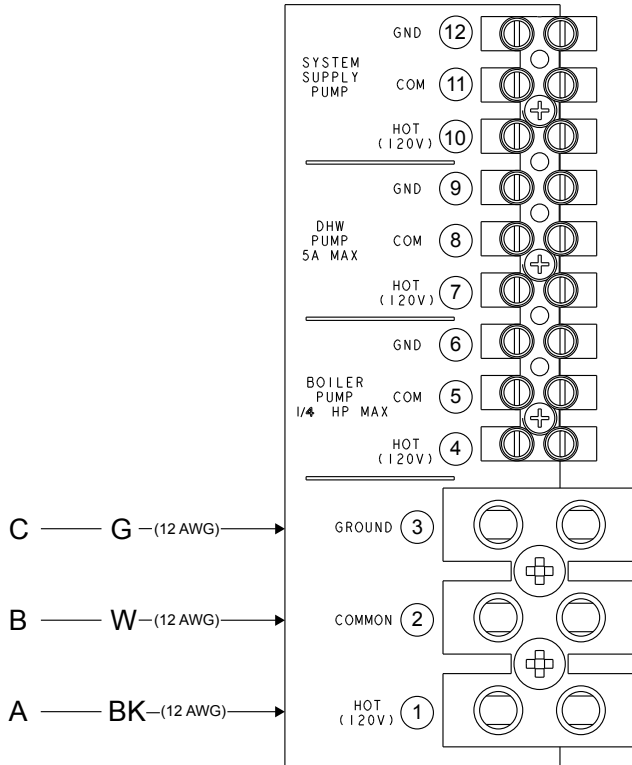 GND 12
SYSTEM
SUPPLY
PUMP
COM 11
HOT
(120V) 10
GND 9
DHW
PUMP
5A MAX
COM 8
HOT
(120V) 7
GND 6
BOILER
PUMP
1/4 HP MAX
COM 5
HOT
(120V) 4
C G (12 AWG) GROUND 3
B W (12 AWG) COMMON 2
A BK (12 AWG) HOT
(120V) 1